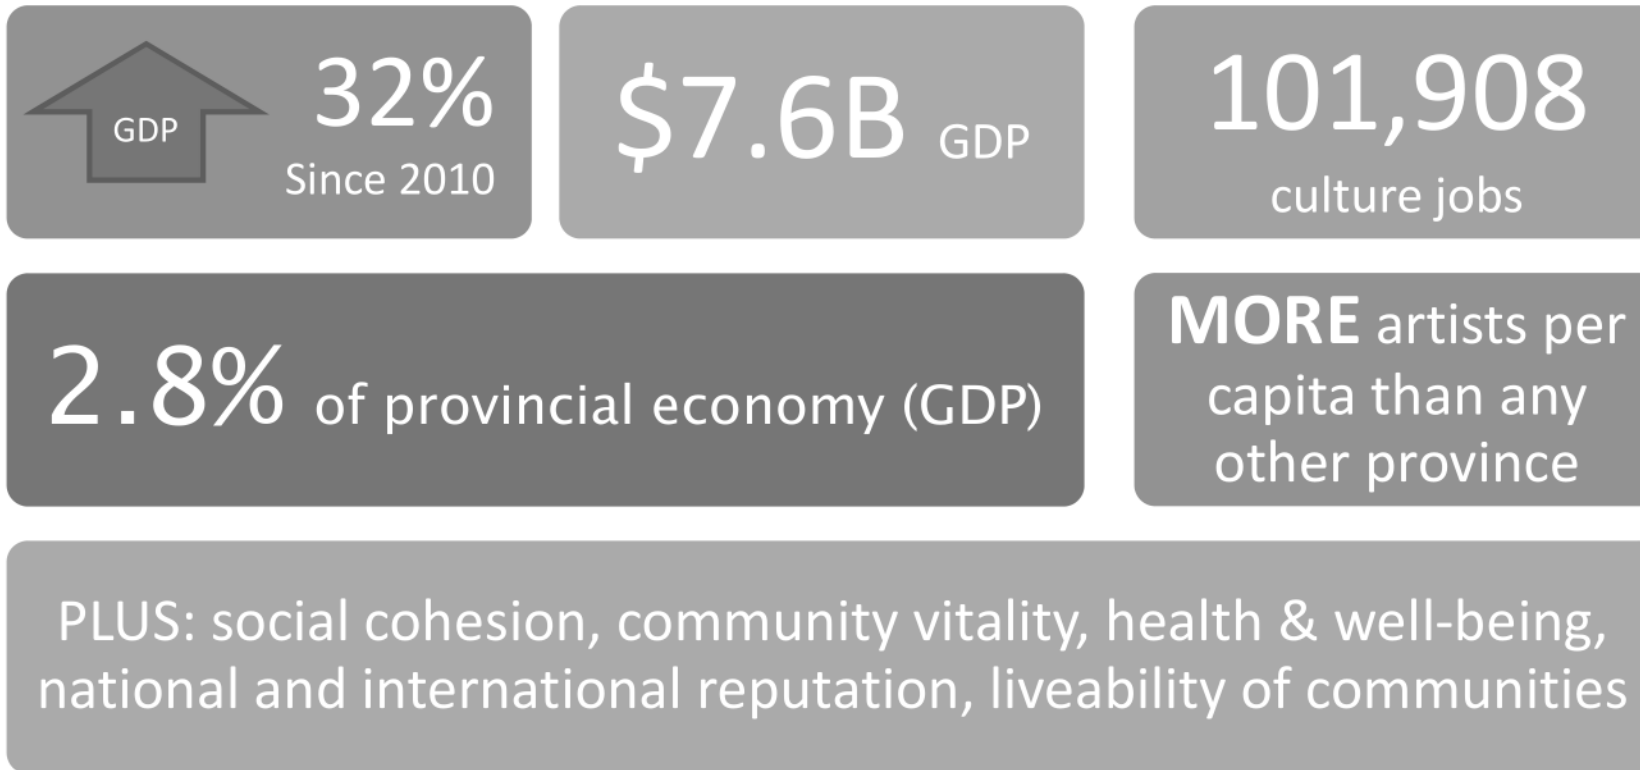 GDP
32%
Since 2010
$7.6B GDP
101,908
culture jobs
2.8% of provincial economy (GDP)
MORE artists per
capita than any
other province
PLUS: social cohesion, community vitality, health & well-being,
national and international reputation, liveability of communities